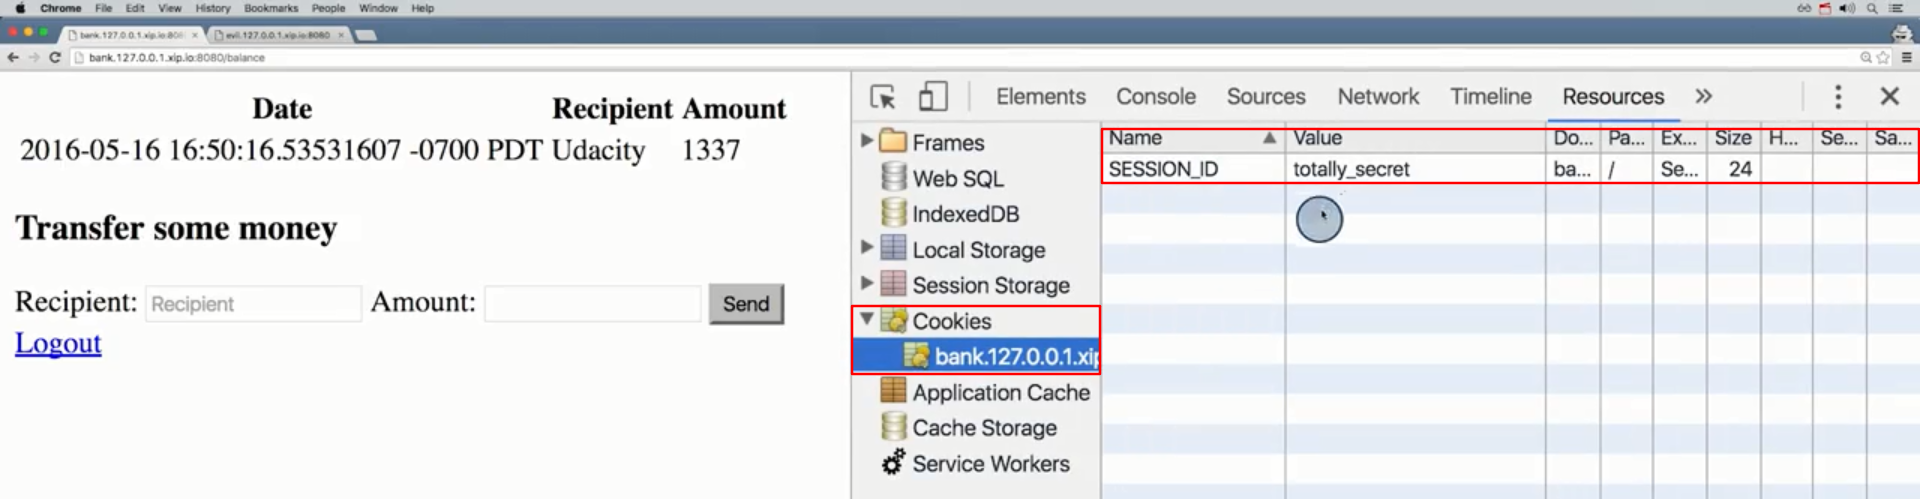 Chrome File Edit View History Bookmarks People Window Help
bank.127.0.0.1.xip.io:808 × evil.127.0.0.1.xip.io:8080 ×
bank.127.0.0.1.xip.io:8080/balance
Date Recipient Amount
2016-05-16 16:50:16.53531607 -0700 PDT Udacity 1337
Transfer some money
Recipient: Recipient Amount: Send
Logout
Elements Console Sources Network Timeline Resources »
Frames
Web SQL
IndexedDB
Local Storage
Session Storage
Cookies
bank.127.0.0.1.xip
Application Cache
Cache Storage
Service Workers
Name Value Do... Pa... Ex... Size H... Se... Sa...
SESSION_ID totally_secret ba... / Se... 24